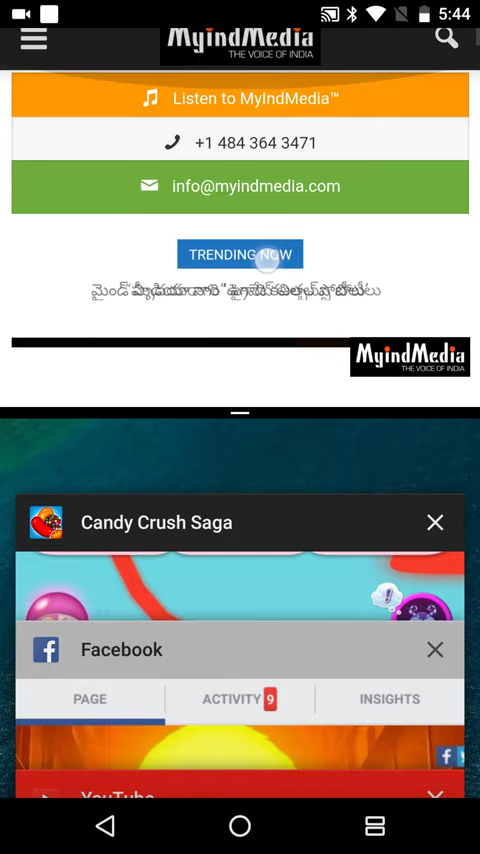 5:44
MyindMedia
THE VOICE OF INDIA
Listen to MyIndMedia™
+1 484 364 3471
info@myindmedia.com
TRENDING NOW
MyindMedia
THE VOICE OF INDIA
Candy Crush Saga
Facebook
PAGE
ACTIVITY 9
INSIGHTS
YouTube